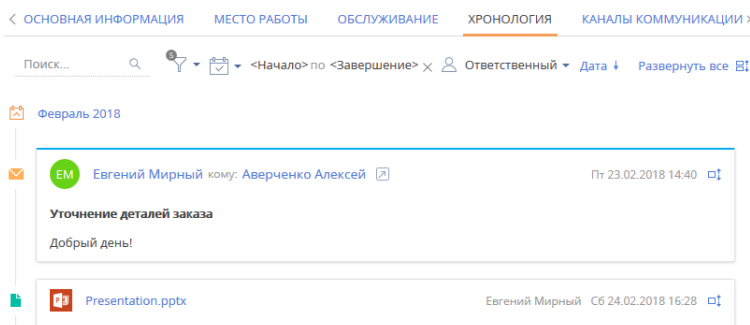 ОСНОВНАЯ ИНФОРМАЦИЯ МЕСТО РАБОТЫ ОБСЛУЖИВАНИЕ ХРОНОЛОГИЯ КАНАЛЫ КОММУНИКАЦИИ
Поиск... 5 <Начало> по <Завершение> Ответственный Дата Развернуть все
Февраль 2018
ЕМ Евгений Мирный кому: Аверченко Алексей Пт 23.02.2018 14:40
Уточнение деталей заказа
Добрый день!
Presentation.pptx Евгений Мирный Сб 24.02.2018 16:28